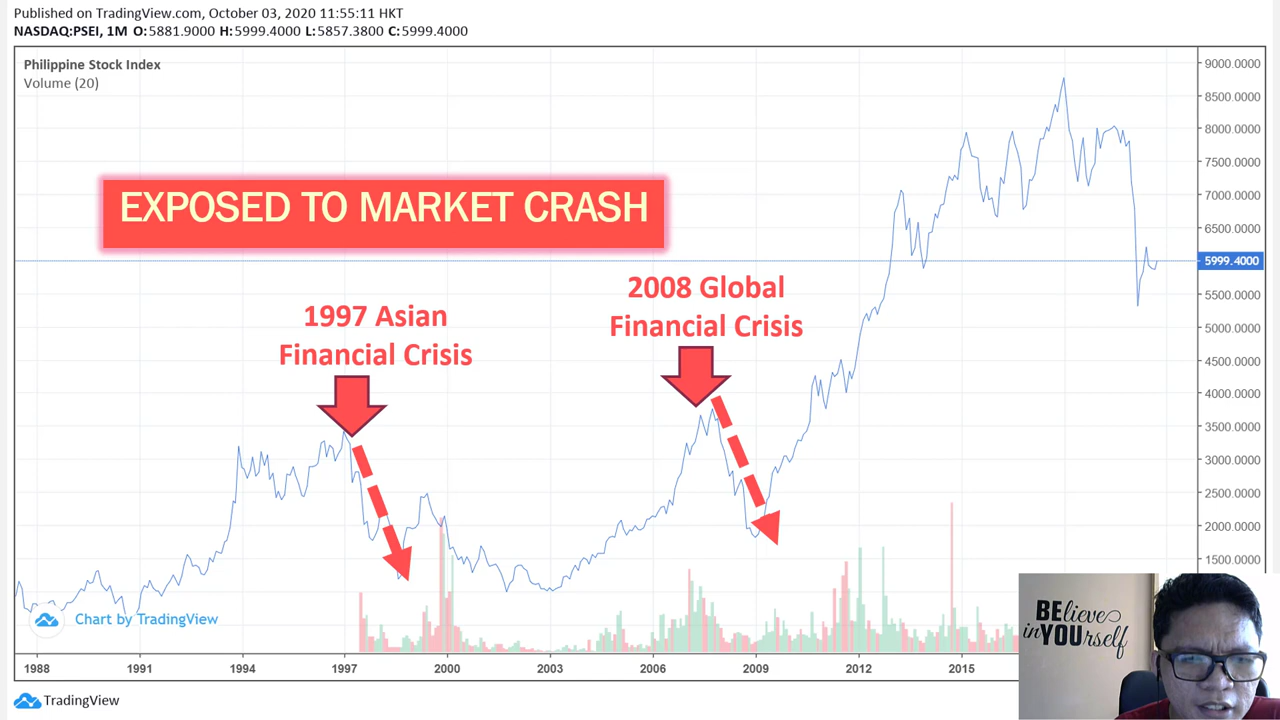 Published on TradingView.com, October 03, 2020 11:55:11 HKT
NASDAQ:PSEI, 1M O:5881.9000 H:5999.4000 L:5857.3800 C:5999.4000
Philippine Stock Index
Volume (20)
EXPOSED TO MARKET CRASH
1997 Asian
Financial Crisis
2008 Global
Financial Crisis
9000.0000
8500.0000
8000.0000
7500.0000
7000.0000
6500.0000
5999.4000
5500.0000
5000.0000
4500.0000
4000.0000
3500.0000
3000.0000
2500.0000
2000.0000
1500.0000
Chart by TradingView
1988 1991 1994 1997 2000 2003 2006 2009 2012 2015
TradingView
BElieve
inYOUrself